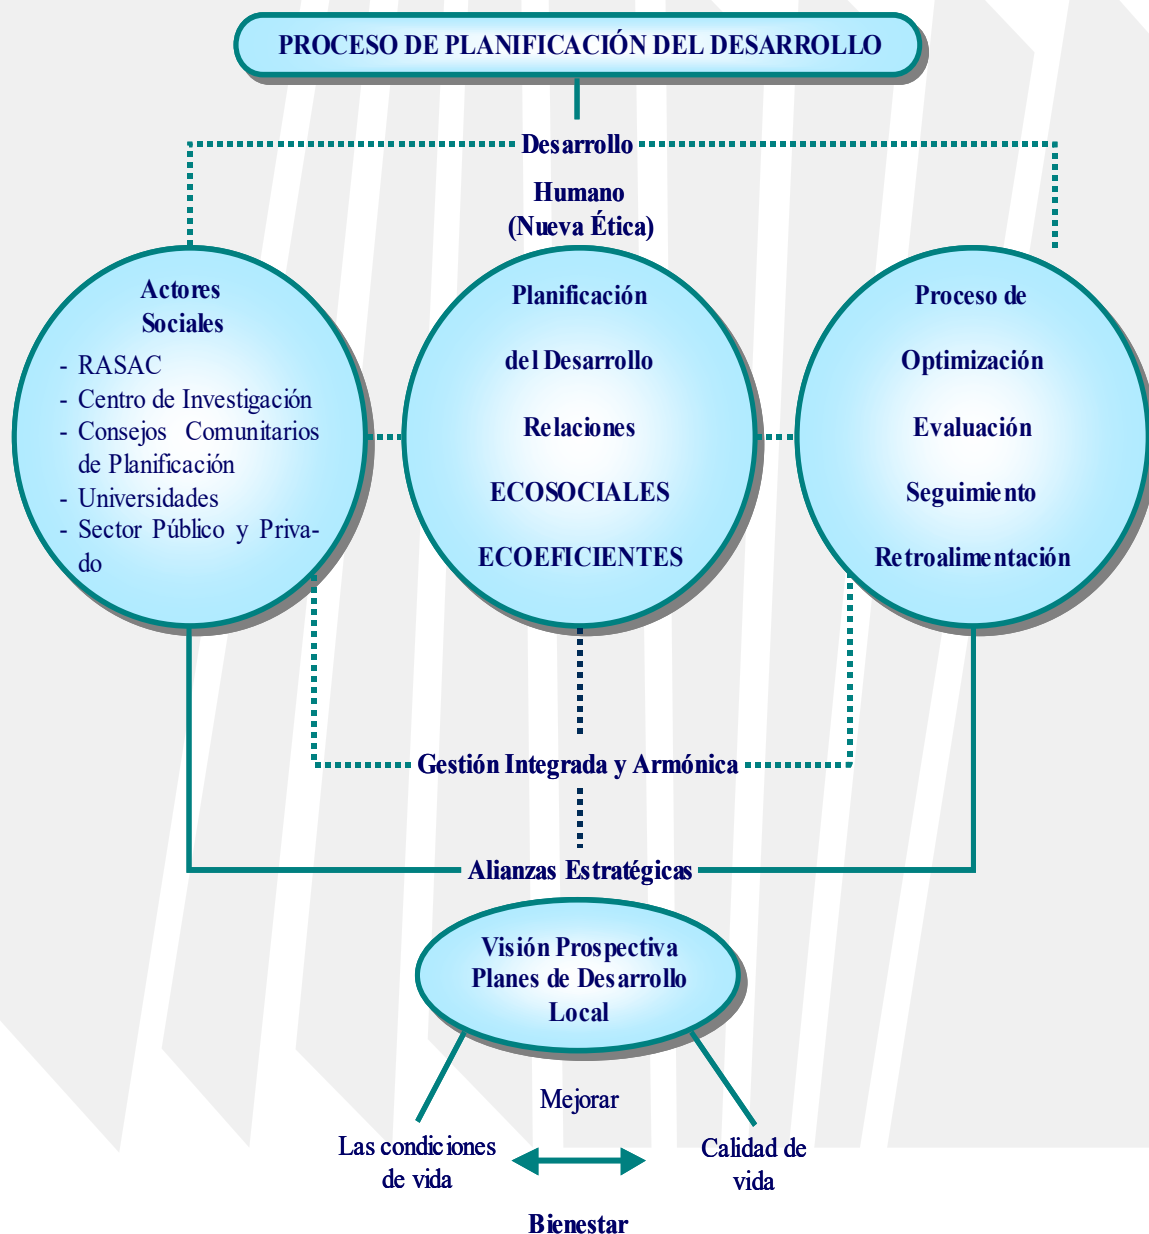 PROCESO DE PLANIFICACIÓN DEL DESARROLLO
Desarrollo
Humano
(Nueva Ética)
Actores
Sociales
- RASAC
- Centro de Investigación
- Consejos Comunitarios
de Planificación
- Universidades
- Sector Público y Priva-
do
Planificación
del Desarrollo
Relaciones
ECOSOCIALES
ECOEFICIENTES
Proceso de
Optimización
Evaluación
Seguimiento
Retroalimentación
Gestión Integrada y Armónica
Alianzas Estratégicas
Visión Prospectiva
Planes de Desarrollo
Local
Mejorar
Las condiciones
de vida
Calidad de
vida
Bienestar